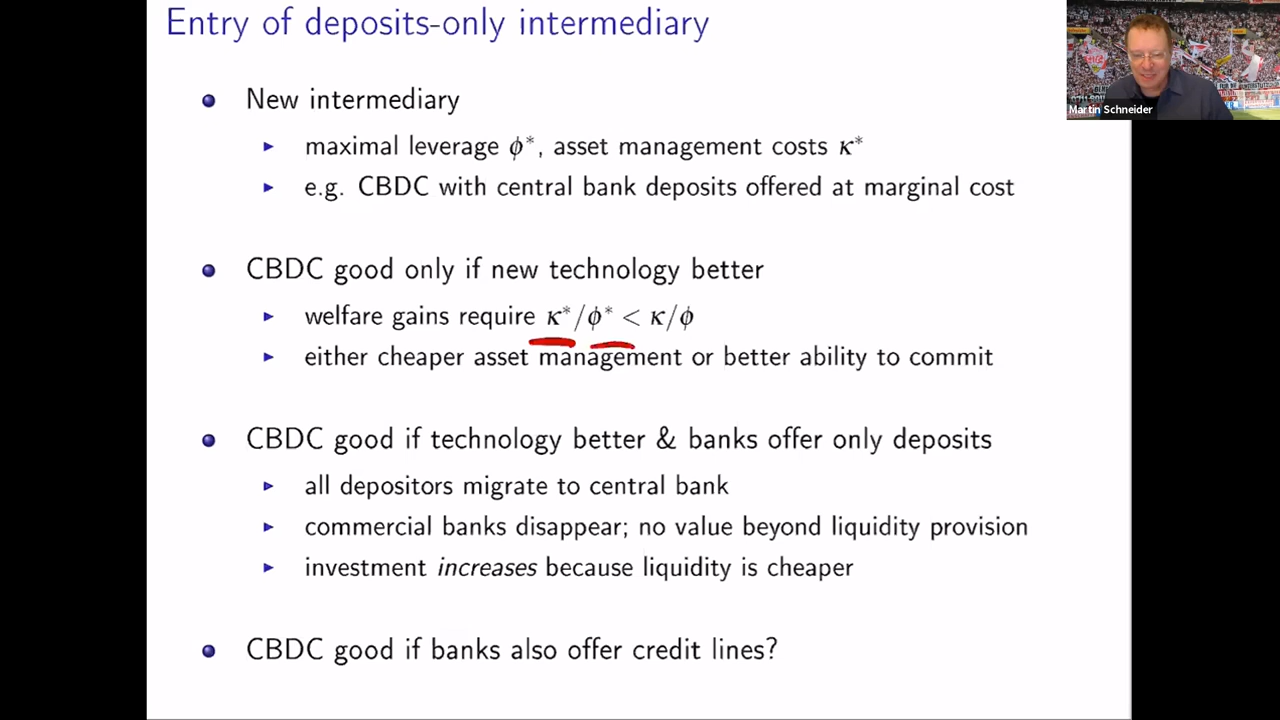 Entry of deposits-only intermediary
New intermediary
maximal leverage ϕ*, asset management costs κ*
e.g. CBDC with central bank deposits offered at marginal cost
CBDC good only if new technology better
welfare gains require κ*/ϕ* < κ/ϕ
either cheaper asset management or better ability to commit
CBDC good if technology better & banks offer only deposits
all depositors migrate to central bank
commercial banks disappear; no value beyond liquidity provision
investment increases because liquidity is cheaper
CBDC good if banks also offer credit lines?
Martin Schneider